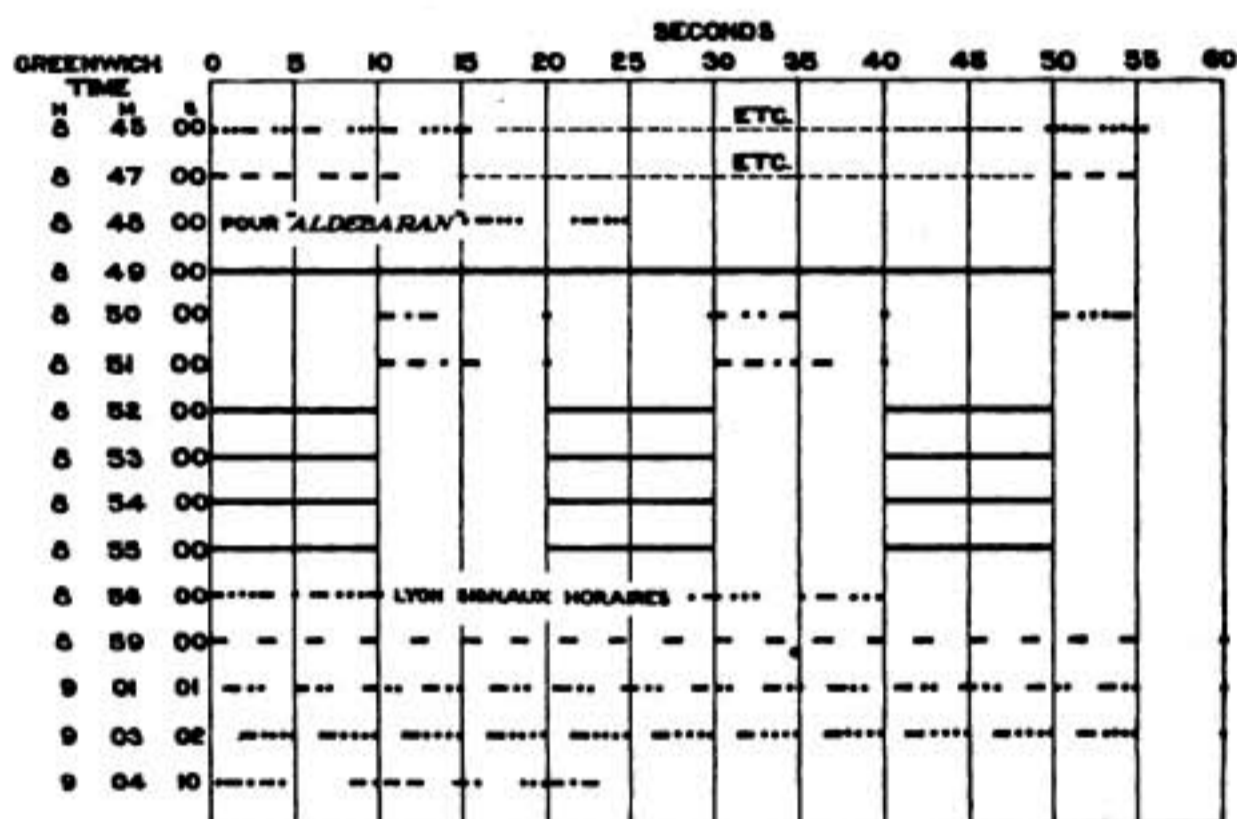 SECONDS
GREENWICH TIME
0 5 10 15 20 25 30 35 40 45 50 55 60
H M S
8 45 00 ETC.
8 47 00 ETC.
8 48 00 POUR "ALDEBARAN"
8 49 00
8 50 00
8 51 00
8 52 00
8 53 00
8 54 00
8 55 00
8 56 00 LYON SIGNAUX HORAIRES
8 59 00
9 01 01
9 03 02
9 04 10